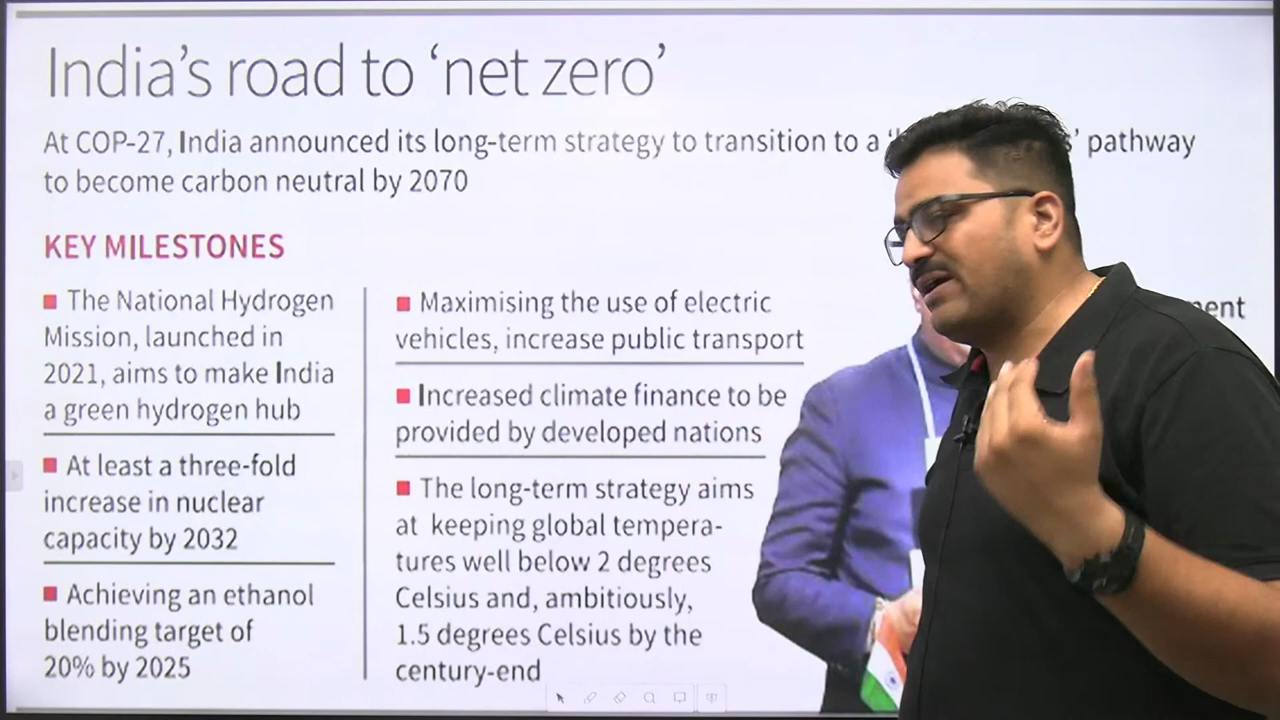 India's road to ‘net zero’
At COP-27, India announced its long-term strategy to transition to a pathway
to become carbon neutral by 2070
KEY MILESTONES
The National Hydrogen
Mission, launched in
2021, aims to make India
a green hydrogen hub
At least a three-fold
increase in nuclear
capacity by 2032
Achieving an ethanol
blending target of
20% by 2025
Maximising the use of electric
vehicles, increase public transport
Increased climate finance to be
provided by developed nations
The long-term strategy aims
at keeping global tempera-
tures well below 2 degrees
Celsius and, ambitiously,
1.5 degrees Celsius by the
century-end